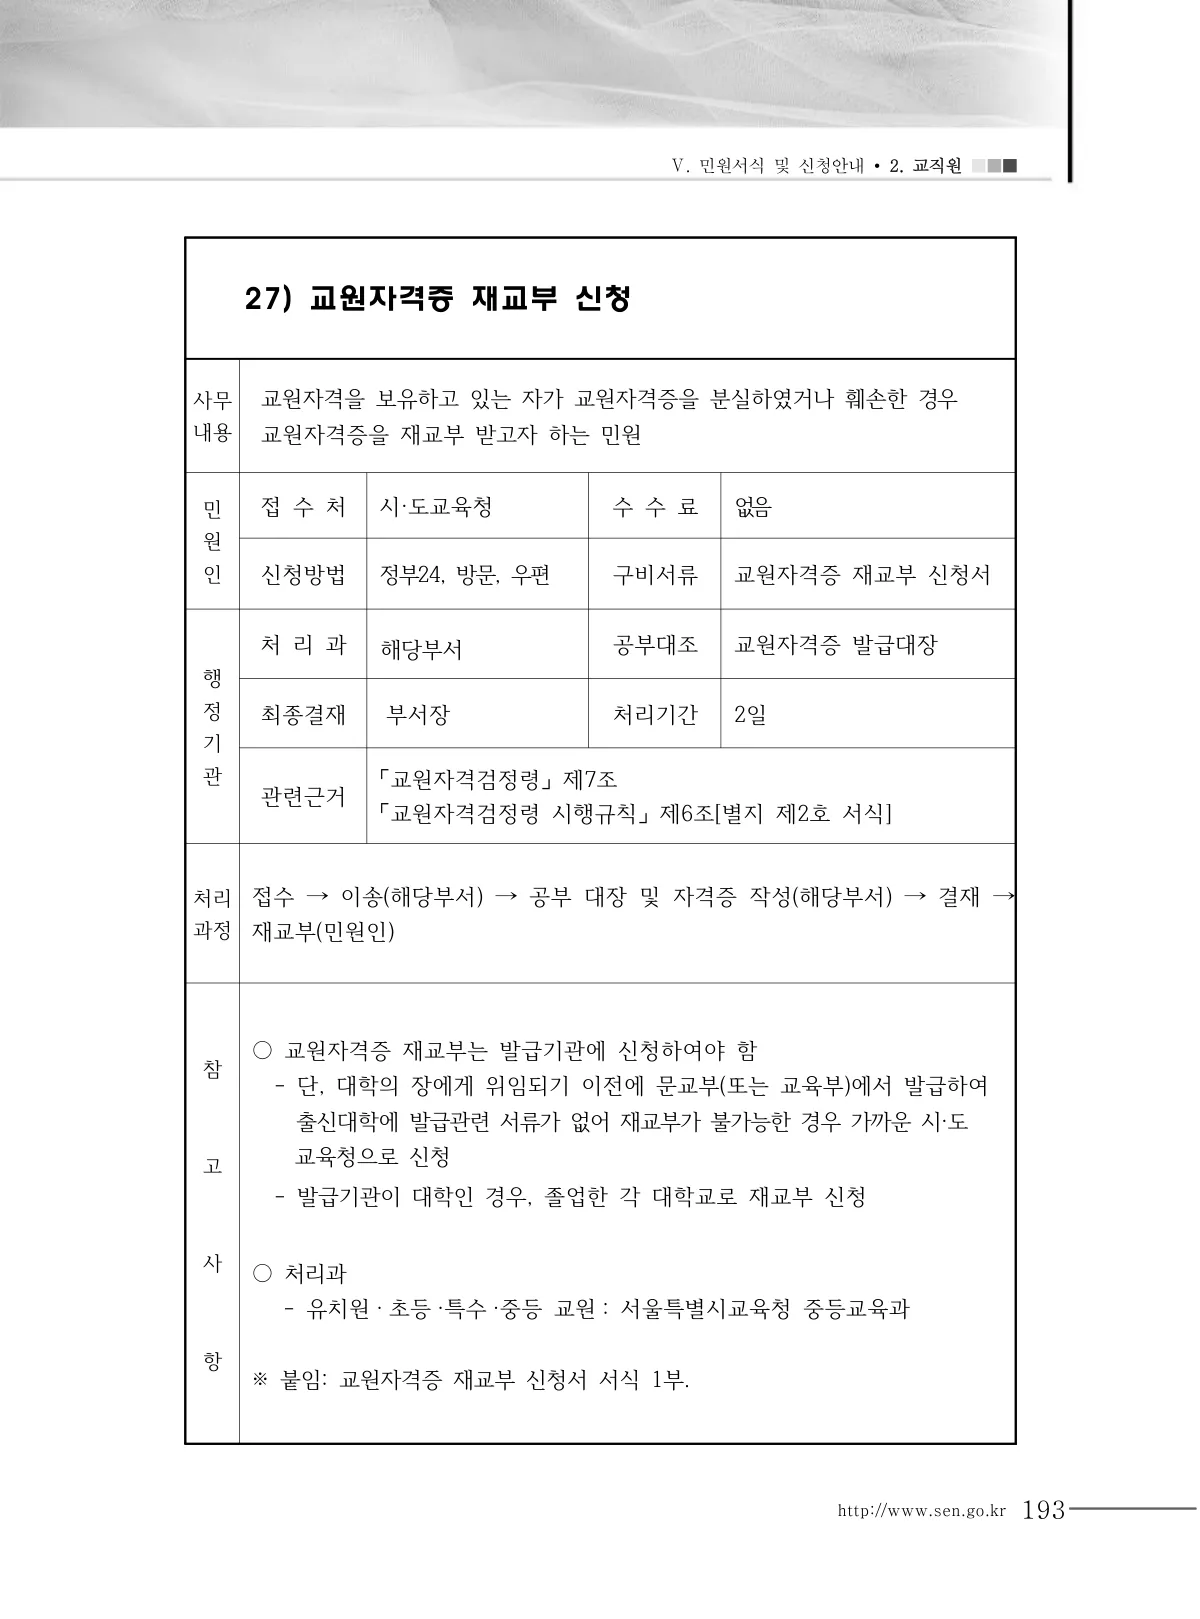 Ⅴ. 민원서식 및 신청안내 • 2. 교직원
27) 교원자격증 재교부 신청
사무
내용
교원자격을 보유하고 있는 자가 교원자격증을 분실하였거나 훼손한 경우
교원자격증을 재교부 받고자 하는 민원
민
원
인
접 수 처
시·도교육청
수 수 료
없음
신청방법
정부24, 방문, 우편
구비서류
교원자격증 재교부 신청서
행
정
기
관
처 리 과
해당부서
공부대조
교원자격증 발급대장
최종결재
부서장
처리기간
2일
관련근거
「교원자격검정령」제7조
「교원자격검정령 시행규칙」제6조[별지 제2호 서식]
처리
과정
접수 → 이송(해당부서) → 공부 대장 및 자격증 작성(해당부서) → 결재 →
재교부(민원인)
참
고
사
항
○ 교원자격증 재교부는 발급기관에 신청하여야 함
- 단, 대학의 장에게 위임되기 이전에 문교부(또는 교육부)에서 발급하여
출신대학에 발급관련 서류가 없어 재교부가 불가능한 경우 가까운 시·도
교육청으로 신청
- 발급기관이 대학인 경우, 졸업한 각 대학교로 재교부 신청
○ 처리과
- 유치원 · 초등 ·특수 ·중등 교원 : 서울특별시교육청 중등교육과
※ 붙임: 교원자격증 재교부 신청서 서식 1부.
http://www.sen.go.kr 193